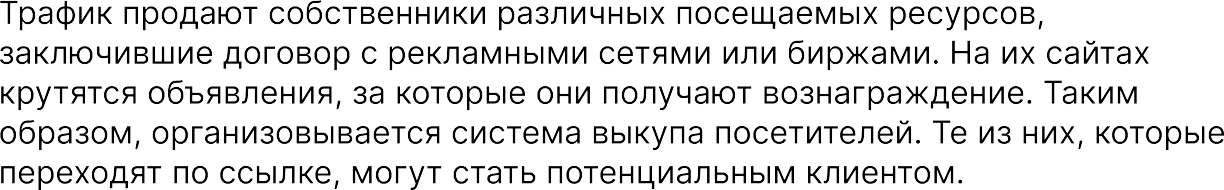 Трафик продают собственники различных посещаемых ресурсов,
заключившие договор с рекламными сетями или биржами. На их сайтах
крутятся объявления, за которые они получают вознаграждение. Таким
образом, организовывается система выкупа посетителей. Те из них, которые
переходят по ссылке, могут стать потенциальным клиентом.